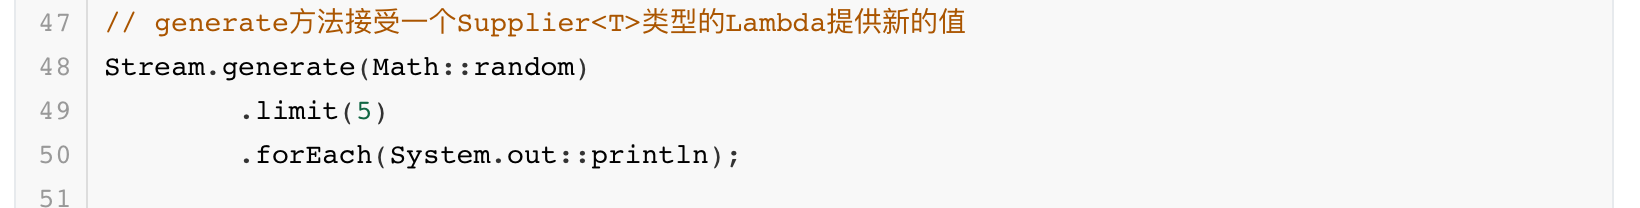 47 // generate方法接受一个Supplier<T>类型的Lambda提供新的值
48 Stream.generate(Math::random)
49         .limit(5)
50         .forEach(System.out::println);
51